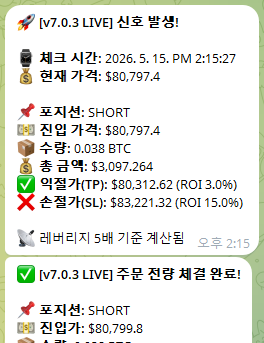 🚀 [v7.0.3 LIVE] 신호 발생!
⌚ 체크 시간: 2026. 5. 15. PM 2:15:27
💰 현재 가격: $80,797.4
📌 포지션: SHORT
💵 진입 가격: $80,797.4
📦 수량: 0.038 BTC
💰 총 금액: $3,097.264
✅ 익절가(TP): $80,312.62 (ROI 3.0%)
❌ 손절가(SL): $83,221.32 (ROI 15.0%)
📡 레버리지 5배 기준 계산됨
오후 2:15
✅ [v7.0.3 LIVE] 주문 전량 체결 완료!
📌 포지션: SHORT
💵 진입가: $80,799.8